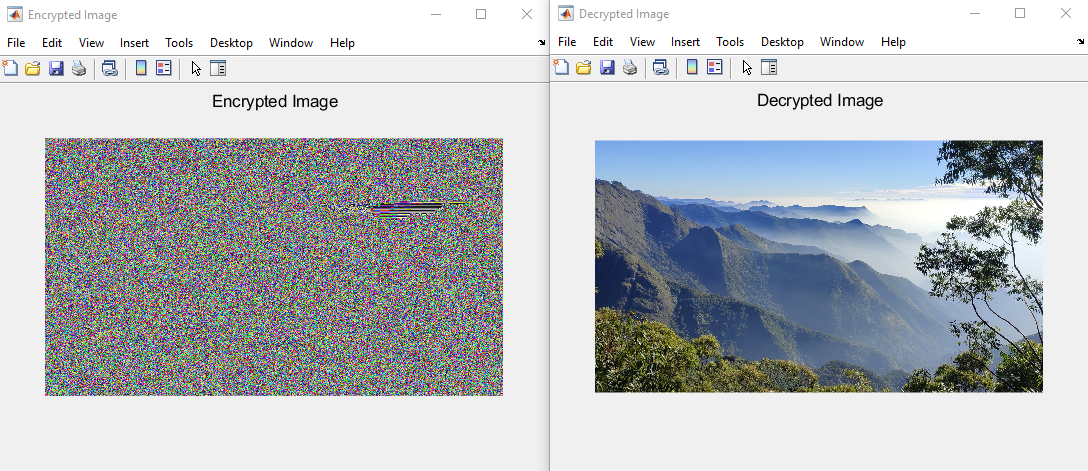 Encrypted Image
File Edit View Insert Tools Desktop Window Help
Encrypted Image
Decrypted Image
File Edit View Insert Tools Desktop Window Help
Decrypted Image